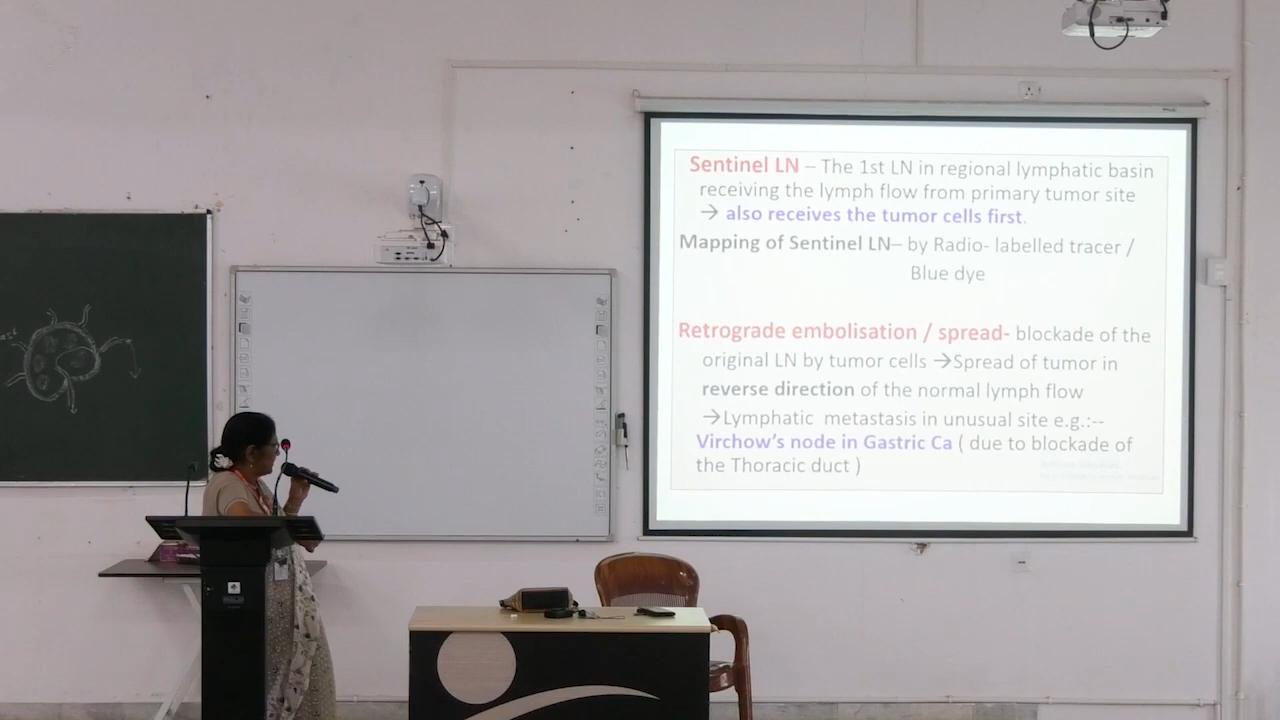 Sentinel LN – The 1st LN in regional lymphatic basin
receiving the lymph flow from primary tumor site
→ also receives the tumor cells first.
Mapping of Sentinel LN– by Radio- labelled tracer /
Blue dye
Retrograde embolisation / spread- blockade of the
original LN by tumor cells →Spread of tumor in
reverse direction of the normal lymph flow
→Lymphatic metastasis in unusual site e.g.:--
Virchow's node in Gastric Ca ( due to blockade of
the Thoracic duct )